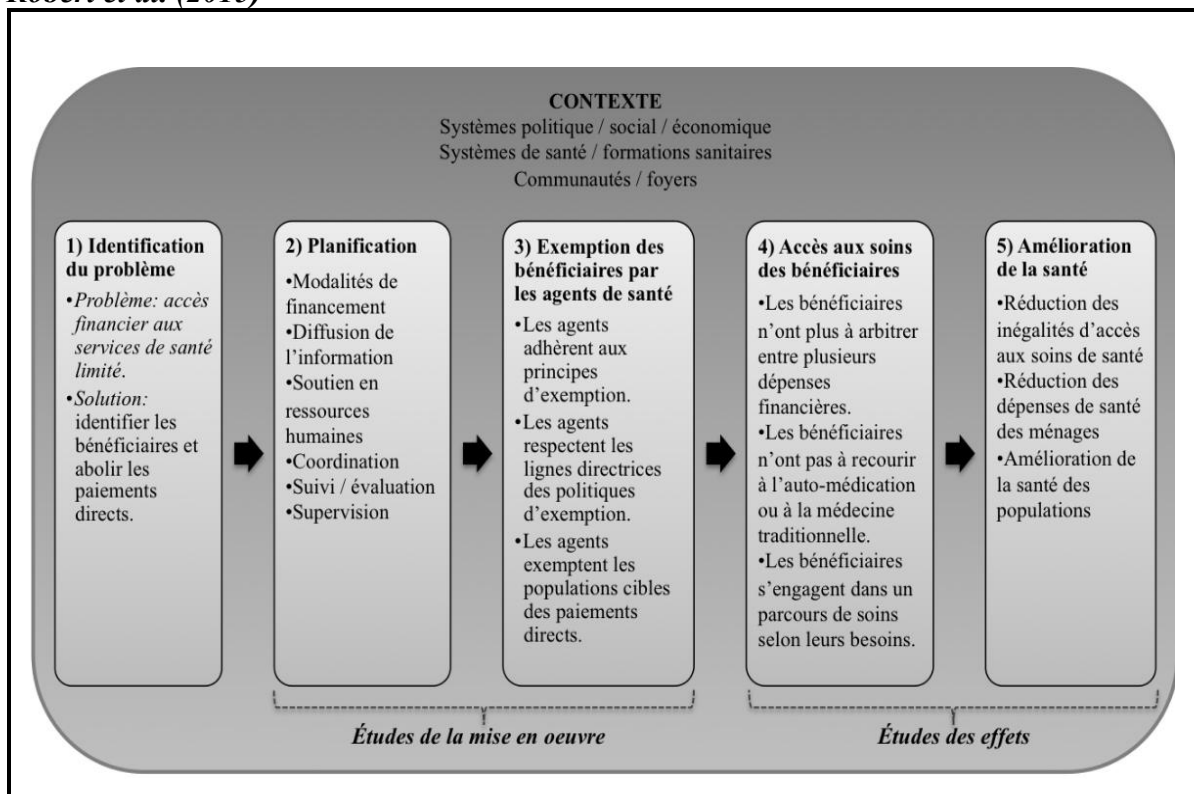 Robert et al. (2015)
CONTEXTE
Systèmes politique / social / économique
Systèmes de santé / formations sanitaires
Communautés / foyers
1) Identification
du problème
•Problème: accès
financier aux
services de santé
limité.
•Solution:
identifier les
bénéficiaires et
abolir les
paiements
directs.
2) Planification
•Modalités de
financement
•Diffusion de
l’information
•Soutien en
ressources
humaines
•Coordination
•Suivi / évaluation
•Supervision
3) Exemption des
bénéficiaires par
les agents de santé
•Les agents
adhèrent aux
principes
d’exemption.
•Les agents
respectent les
lignes directrices
des politiques
d’exemption.
•Les agents
exemptent les
populations cibles
des paiements
directs.
4) Accès aux soins
des bénéficiaires
•Les bénéficiaires
n’ont plus à arbitrer
entre plusieurs
dépenses
financières.
•Les bénéficiaires
n’ont pas à recourir
à l’auto-médication
ou à la médecine
traditionnelle.
•Les bénéficiaires
s’engagent dans un
parcours de soins
selon leurs besoins.
5) Amélioration
de la santé
•Réduction des
inégalités d’accès
aux soins de santé
•Réduction des
dépenses de santé
des ménages
•Amélioration de
la santé des
populations
Études de la mise en oeuvre
Études des effets